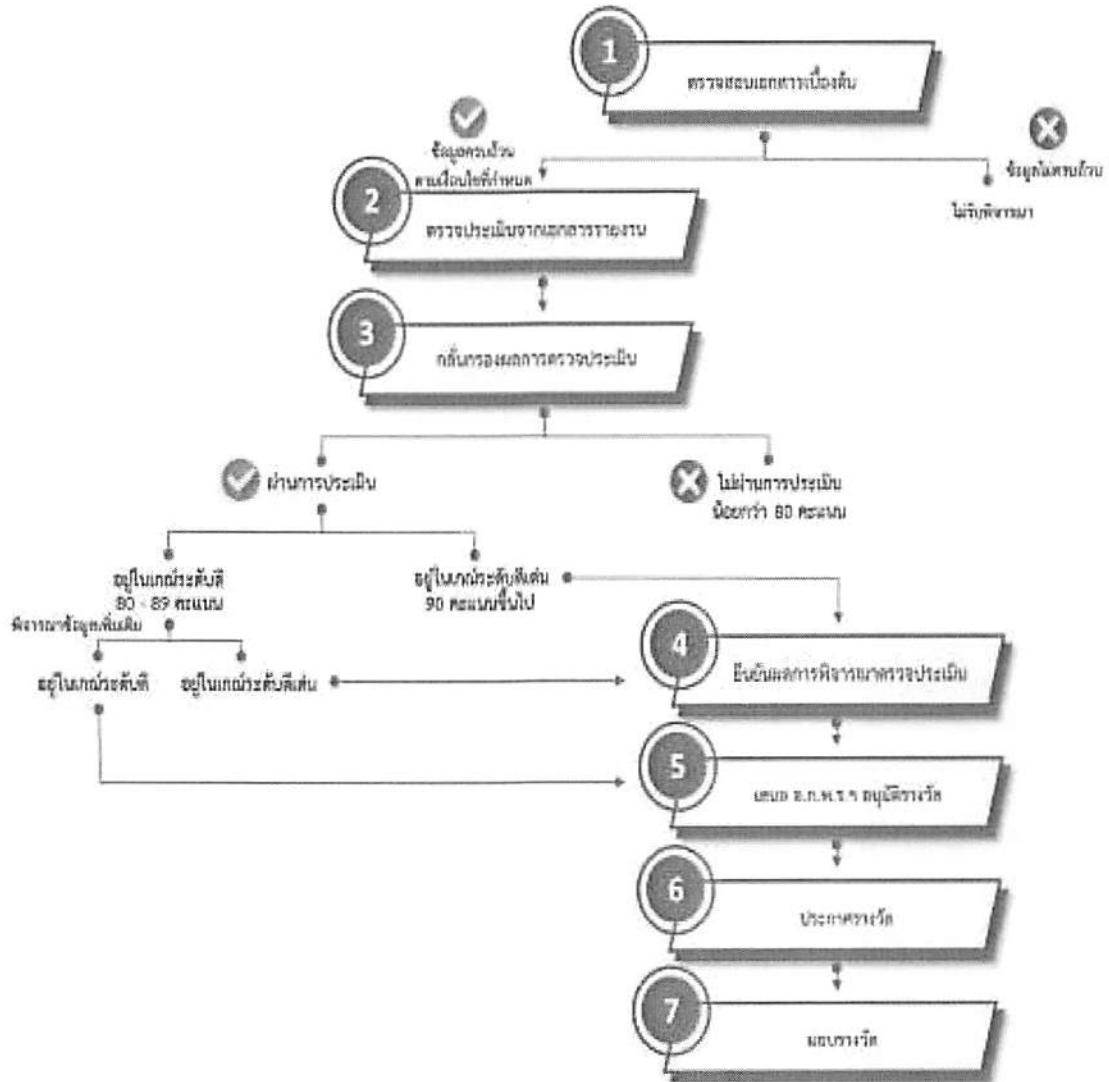 1
ตรวจสอบเอกสารเบื้องต้น
ข้อมูลครบถ้วน
ตามเงื่อนไขที่กำหนด
ข้อมูลไม่ครบถ้วน
ไม่รับพิจารณา
2
ตรวจประเมินจากเอกสารรายงาน
3
กลั่นกรองผลการตรวจประเมิน
ผ่านการประเมิน
ไม่ผ่านการประเมิน
น้อยกว่า 80 คะแนน
อยู่ในเกณฑ์ระดับดี
80 - 89 คะแนน
อยู่ในเกณฑ์ระดับดีเด่น
90 คะแนนขึ้นไป
พิจารณาข้อมูลเพิ่มเติม
อยู่ในเกณฑ์ระดับดี
อยู่ในเกณฑ์ระดับดีเด่น
4
ยืนยันผลการพิจารณาตรวจประเมิน
5
เสนอ อ.ก.พ.ร.ฯ อนุมัติรางวัล
6
ประกาศรางวัล
7
มอบรางวัล